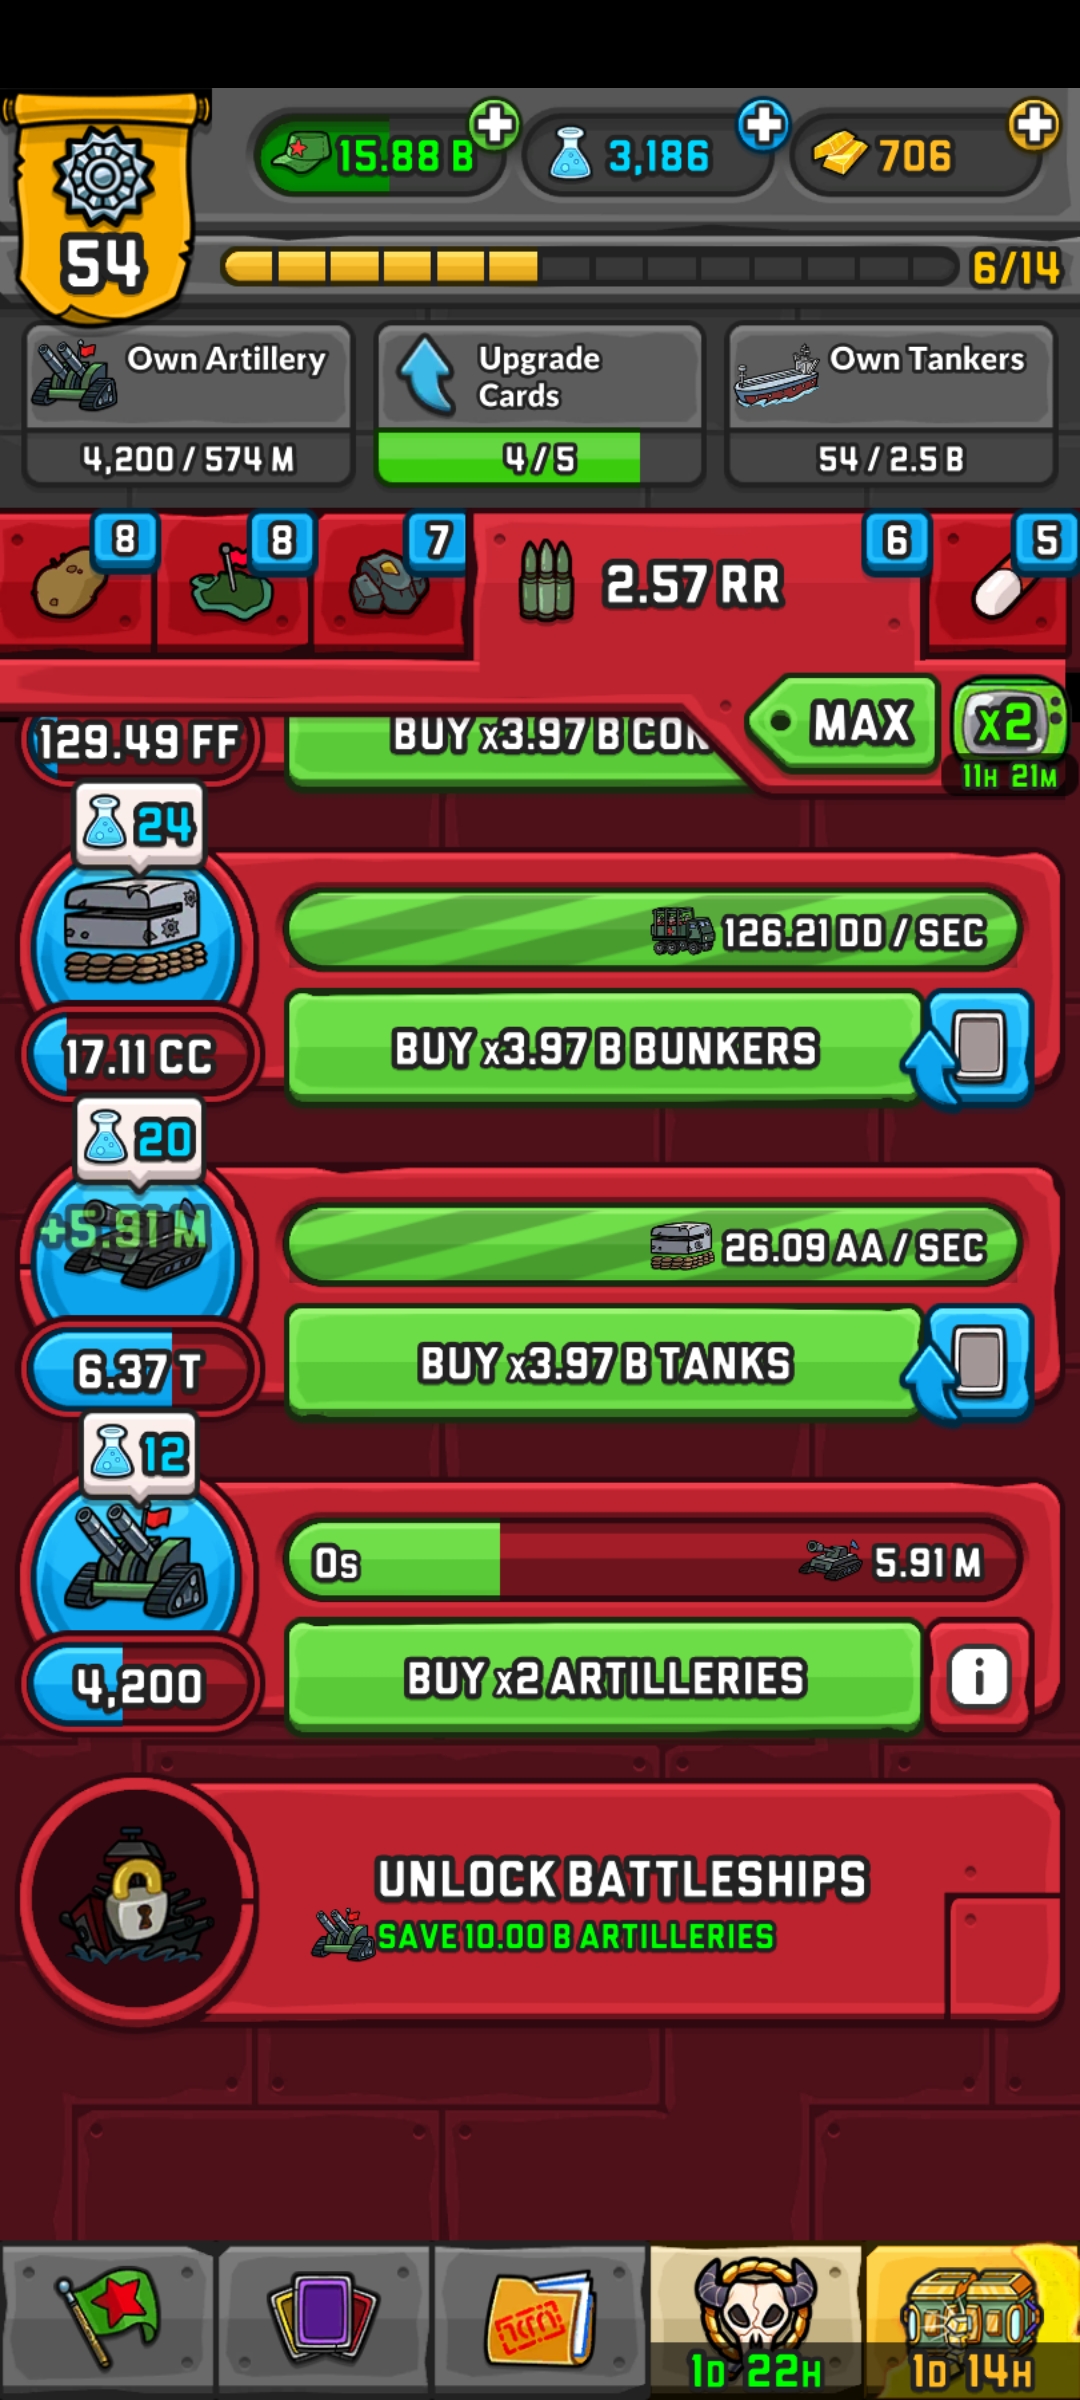 15.88 B
3,186
706
54
6/14
Own Artillery
4,200 / 574 M
Upgrade
Cards
4 / 5
Own Tankers
54 / 2.5 B
8
8
7
2.57 RR
6
5
MAX
x2
11H 21M
129.49 FF
BUY x3.97 B CO
24
126.21 DD / SEC
17.11 CC
BUY x3.97 B BUNKERS
20
+5.91 M
26.09 AA / SEC
6.37 T
BUY x3.97 B TANKS
12
0s
5.91 M
4,200
BUY x2 ARTILLERIES
i
UNLOCK BATTLESHIPS
SAVE 10.00 B ARTILLERIES
1D 22H
1D 14H